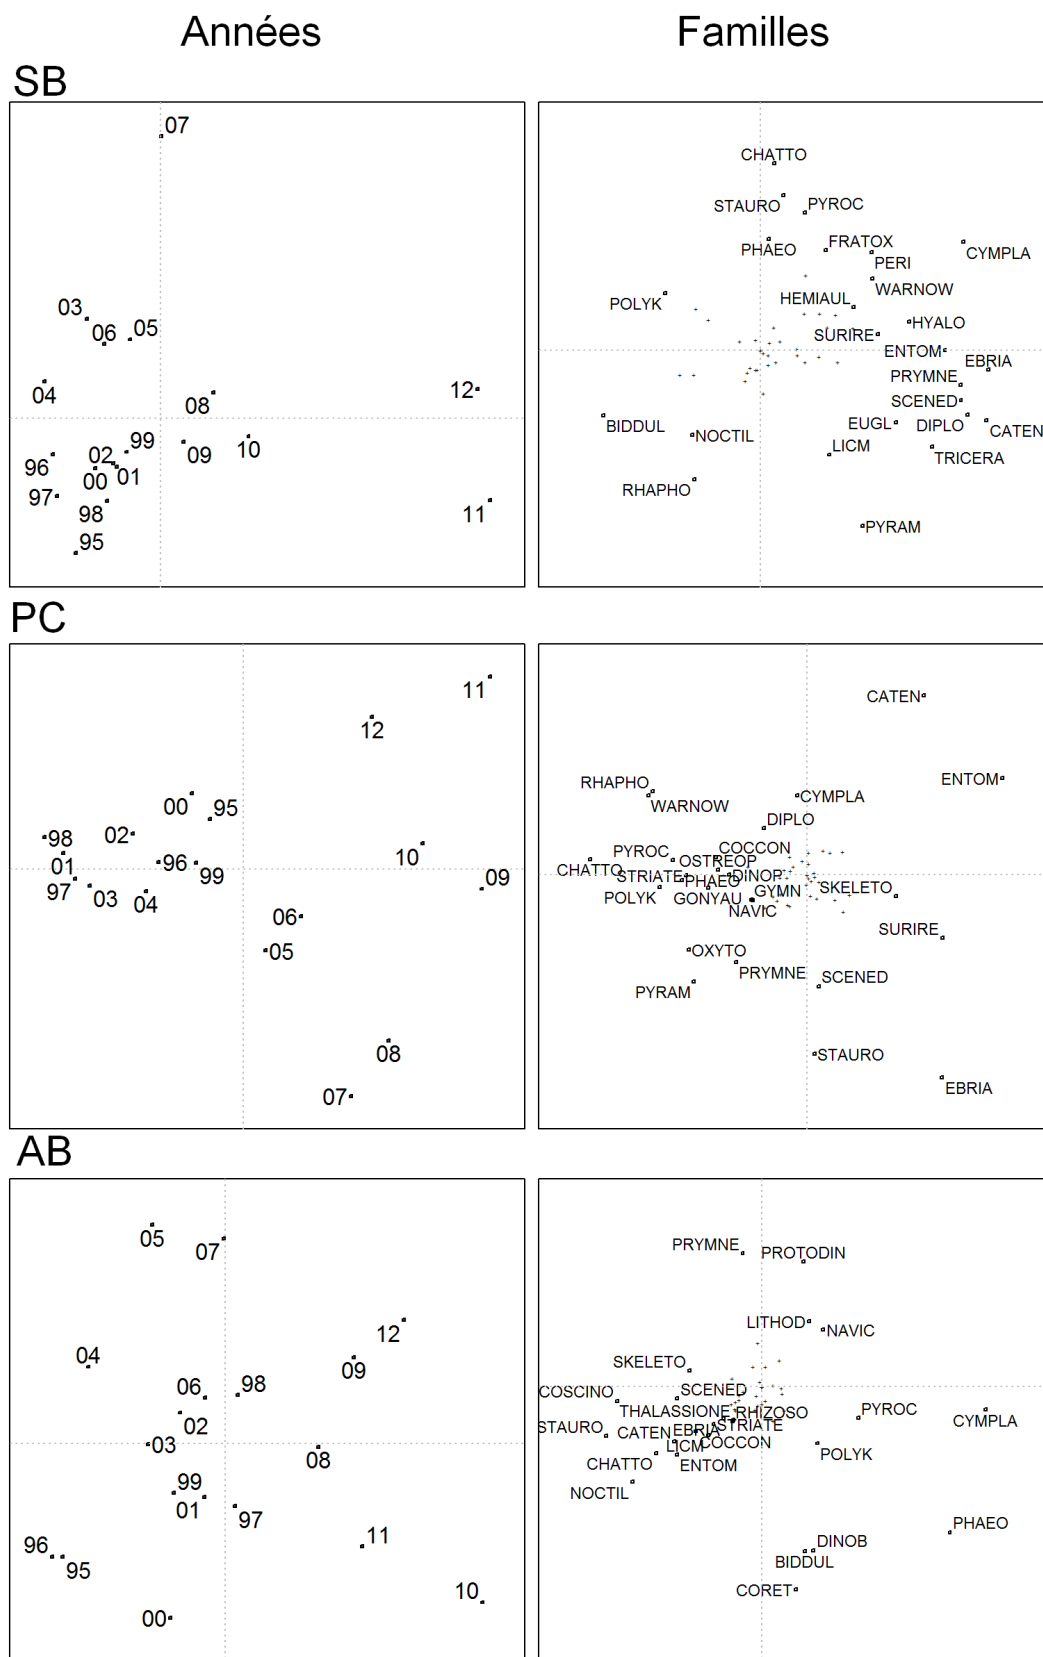 Années Familles
SB
07
03
06 05
04
08
12
99
02
09
10
96
00 01
97
98
11
95
CHATTO
STAURO PYROC
PHAEO FRATOX
CYMPLA
PERI
WARNOW
POLYK
HEMIAUL
HYALO
SURIRE
ENTOM
EBRIA
PRYMNE
SCENED
BIDDUL
NOCTIL
EUGL DIPLO
CATEN
LICM
TRICERA
RHAPHO
PYRAM
PC
11
12
00 95
98
02
01
96
99
10
97
03
04
09
06
05
08
07
CATEN
RHAPHO
ENTOM
WARNOW
CYMPLA
DIPLO
COCCON
PYROC
OSTREOP
CHATTO
STRIATE PHAEO DINOP
SKELETO
POLYK
GONYAU
GYMN
NAVIC
SURIRE
OXYTO
PRYMNE
SCENED
PYRAM
STAURO
EBRIA
AB
05
07
12
04
09
06
98
02
03
08
99
01
97
96
11
95
10
00
PRYMNE
PROTODIN
LITHOD
NAVIC
SKELETO
COSCINO
SCENED
THALASSIONE RHIZOSO
PYROC
CYMPLA
STAURO
CATEN EBRIA STRIATE
LICM COCCON
POLYK
CHATTO
ENTOM
NOCTIL
PHAEO
DINOB
BIDDUL
CORET